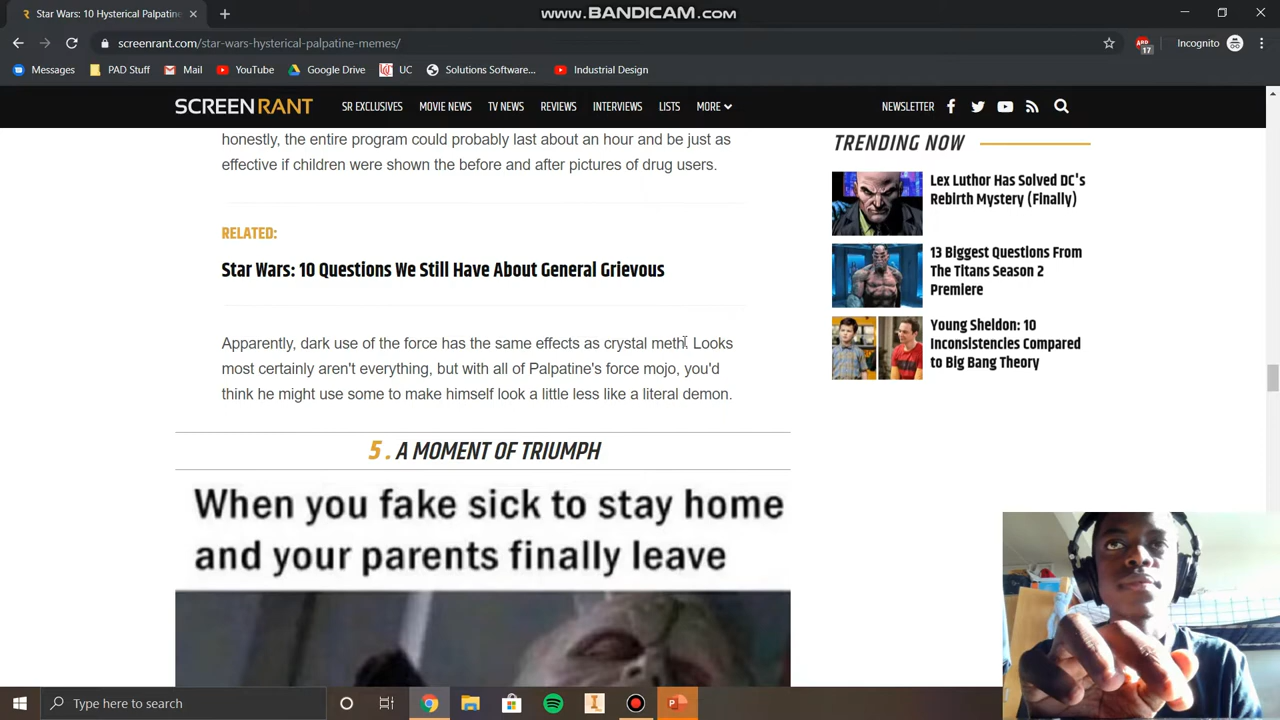 www.BANDICAM.com
Star Wars: 10 Hysterical Palpatine
screenrant.com/star-wars-hysterical-palpatine-memes/
17
Incognito
Messages
PAD Stuff
Mail
YouTube
Google Drive
UC
Solutions Software...
Industrial Design
SCREENRANT
SR EXCLUSIVES
MOVIE NEWS
TV NEWS
REVIEWS
INTERVIEWS
LISTS
MORE
NEWSLETTER
honestly, the entire program could probably last about an hour and be just as
effective if children were shown the before and after pictures of drug users.
RELATED:
Star Wars: 10 Questions We Still Have About General Grievous
Apparently, dark use of the force has the same effects as crystal meth. Looks
most certainly aren't everything, but with all of Palpatine's force mojo, you'd
think he might use some to make himself look a little less like a literal demon.
5 . A MOMENT OF TRIUMPH
When you fake sick to stay home
and your parents finally leave
TRENDING NOW
Lex Luthor Has Solved DC's
Rebirth Mystery (Finally)
13 Biggest Questions From
The Titans Season 2
Premiere
Young Sheldon: 10
Inconsistencies Compared
to Big Bang Theory
Type here to search